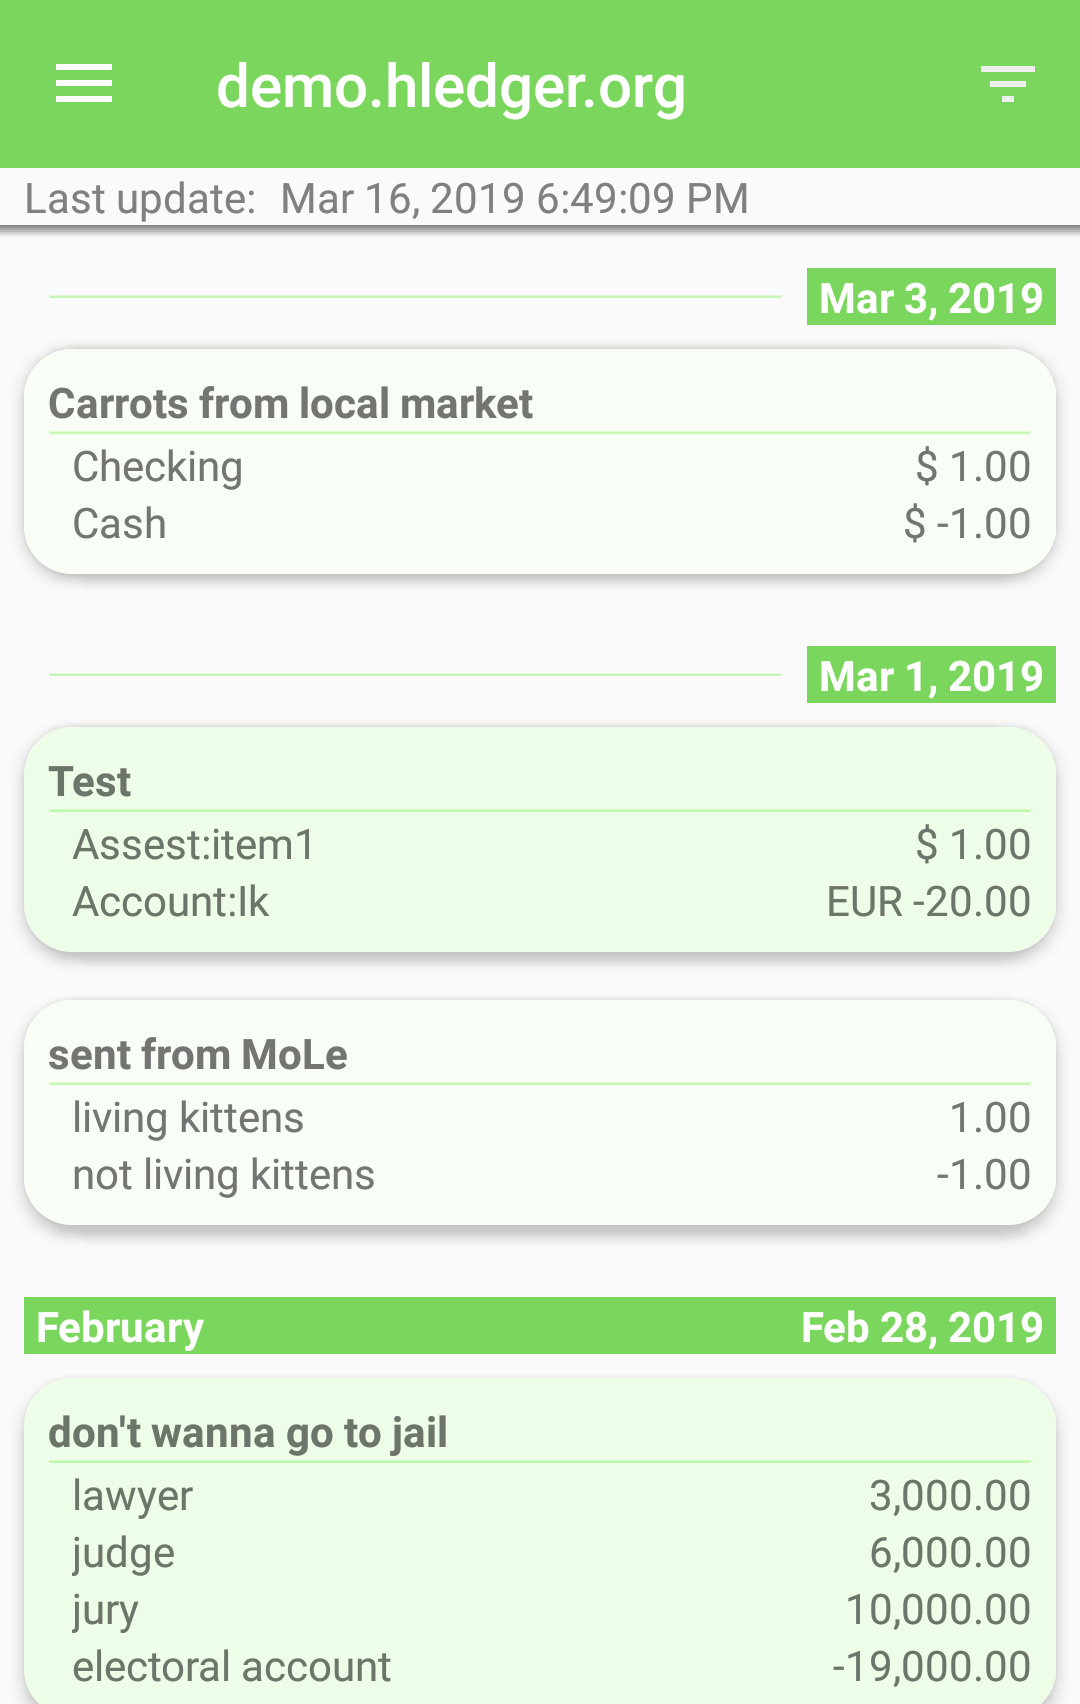 demo.hledger.org
Last update: Mar 16, 2019 6:49:09 PM
Mar 3, 2019
Carrots from local market
Checking $ 1.00
Cash $ -1.00
Mar 1, 2019
Test
Assest:item1 $ 1.00
Account:lk EUR -20.00
sent from MoLe
living kittens 1.00
not living kittens -1.00
February Feb 28, 2019
don't wanna go to jail
lawyer 3,000.00
judge 6,000.00
jury 10,000.00
electoral account -19,000.00